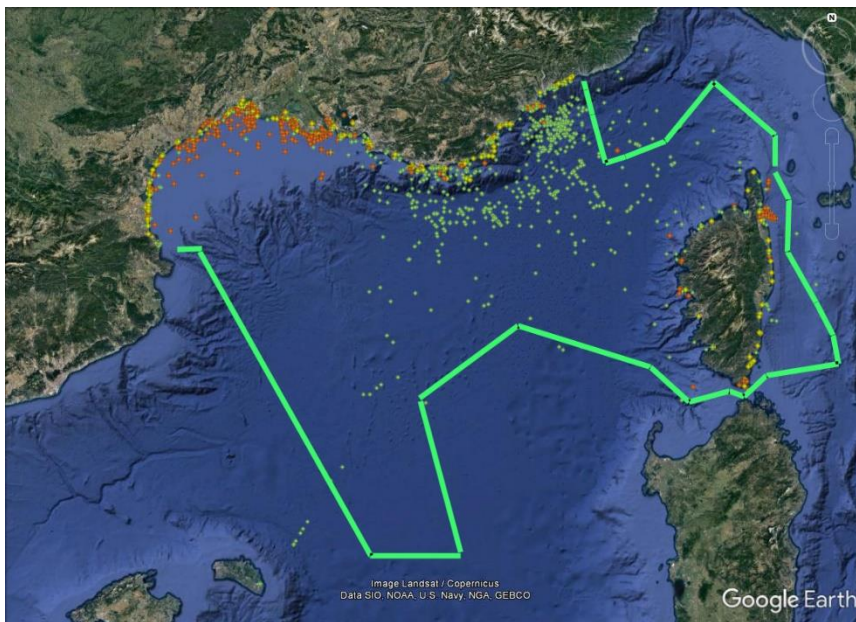 N
Image Landsat / Copernicus
Data SIO, NOAA, U.S. Navy, NGA, GEBCO
Google Earth